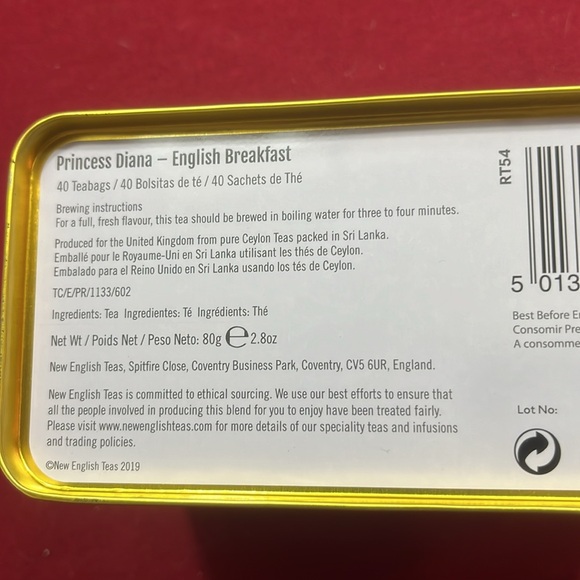 Princess Diana – English Breakfast
40 Teabags / 40 Bolsitas de té / 40 Sachets de Thé
Brewing instructions
For a full, fresh flavour, this tea should be brewed in boiling water for three to four minutes.
Produced for the United Kingdom from pure Ceylon Teas packed in Sri Lanka.
Emballé pour le Royaume-Uni en Sri Lanka utilisant les thés de Ceylon.
Embalado para el Reino Unido en Sri Lanka usando los tés de Ceylon.
TC/E/PR/1133/602
Ingredients: Tea Ingredientes: Té Ingrédients: Thé
Net Wt / Poids Net / Peso Neto: 80g ℮ 2.8oz
New English Teas, Spitfire Close, Coventry Business Park, Coventry, CV5 6UR, England.
New English Teas is committed to ethical sourcing. We use our best efforts to ensure that
all the people involved in producing this blend for you to enjoy have been treated fairly.
Please visit www.newenglishteas.com for more details of our speciality teas and infusions
and trading policies.
©New English Teas 2019
RT54
5 013
Best Before
Consomir
A consomme
Lot No: